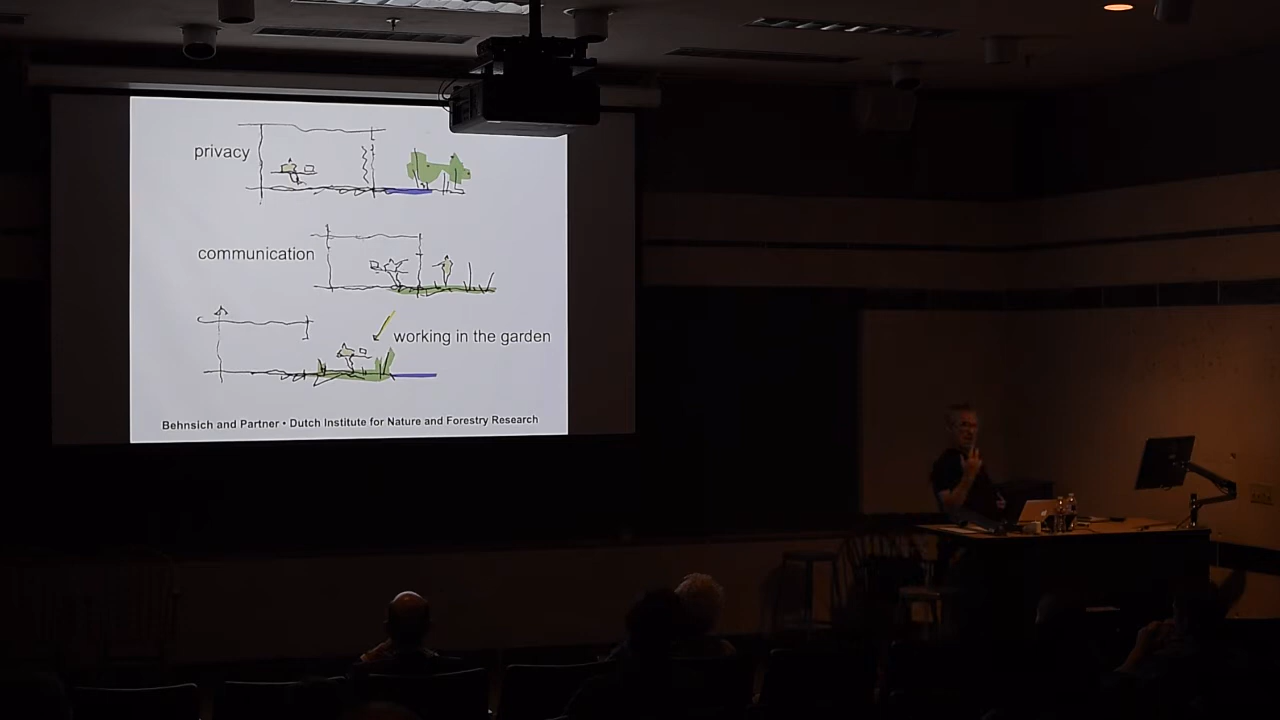 privacy
communication
working in the garden
Behnsich and Partner • Dutch Institute for Nature and Forestry Research